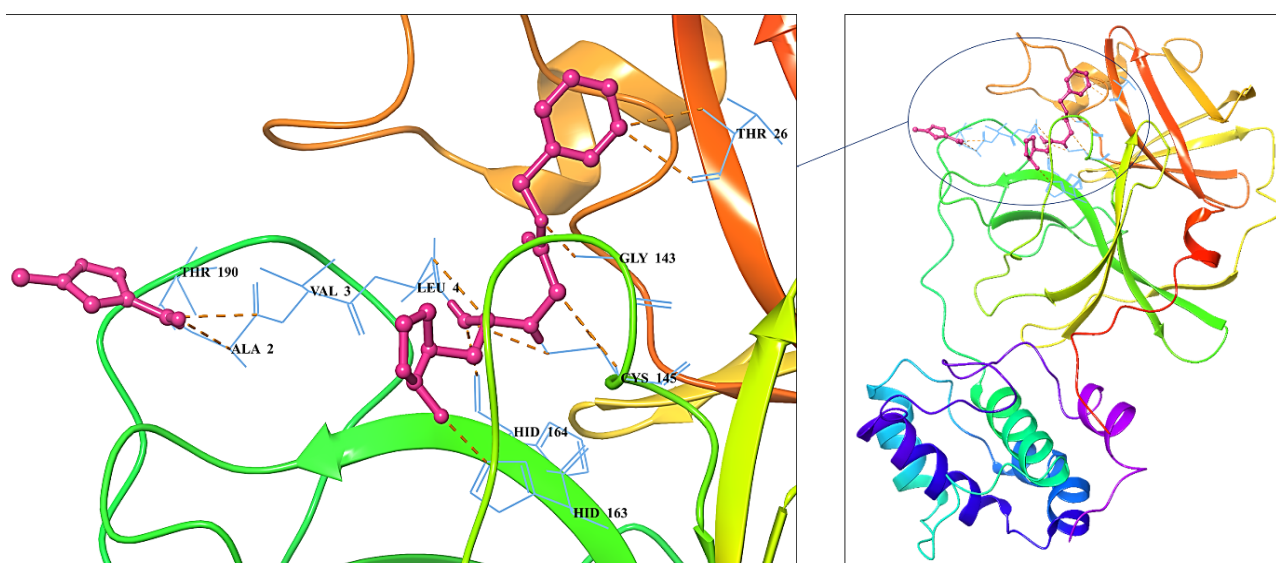 THR 26
GLY 143
THR 190
VAL 3
LEU 4
ALA 2
CYS 145
HID 164
HID 163